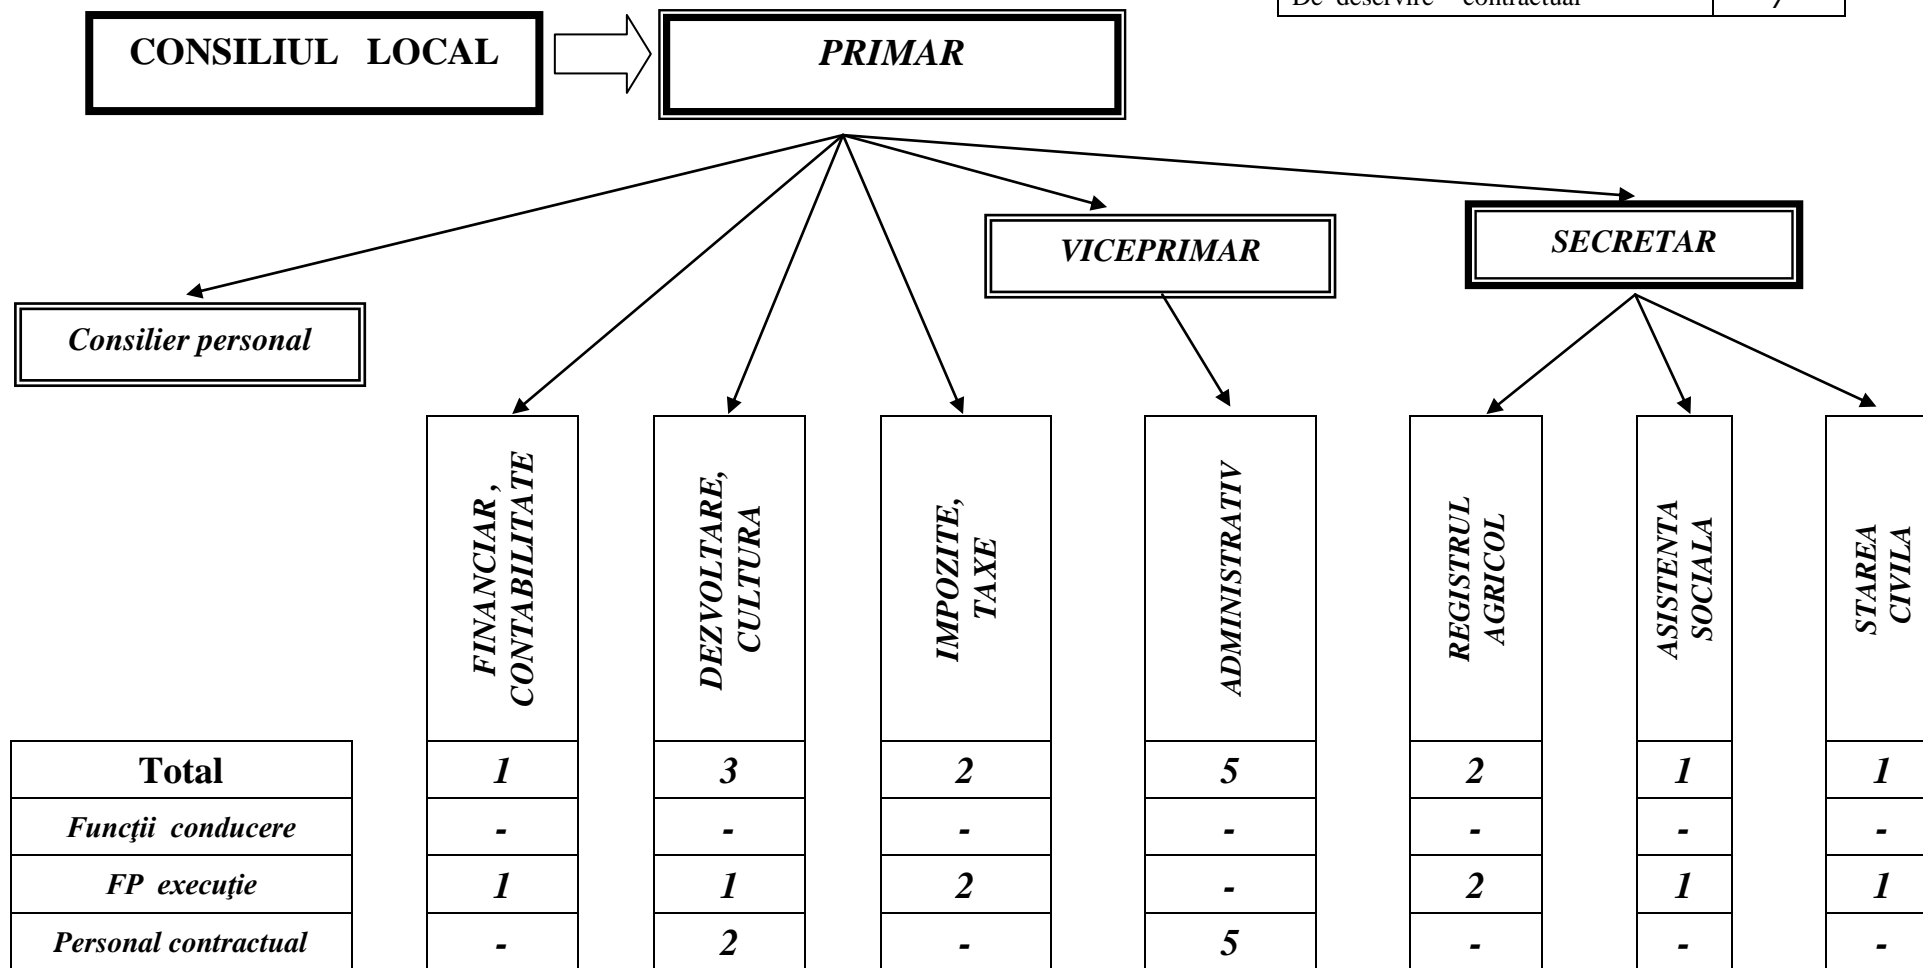 De deservire contractual 7
CONSILIUL LOCAL
PRIMAR
VICEPRIMAR
SECRETAR
Consilier personal
FINANCIAR ,
CONTABILITATE
DEZVOLTARE,
CULTURA
IMPOZITE,
TAXE
ADMINISTRATIV
REGISTRUL
AGRICOL
ASISTENTA
SOCIALA
STAREA
CIVILA
Total 1 3 2 5 2 1 1
Funcţii conducere - - - - - - -
FP execuţie 1 1 2 - 2 1 1
Personal contractual - 2 - 5 - - -